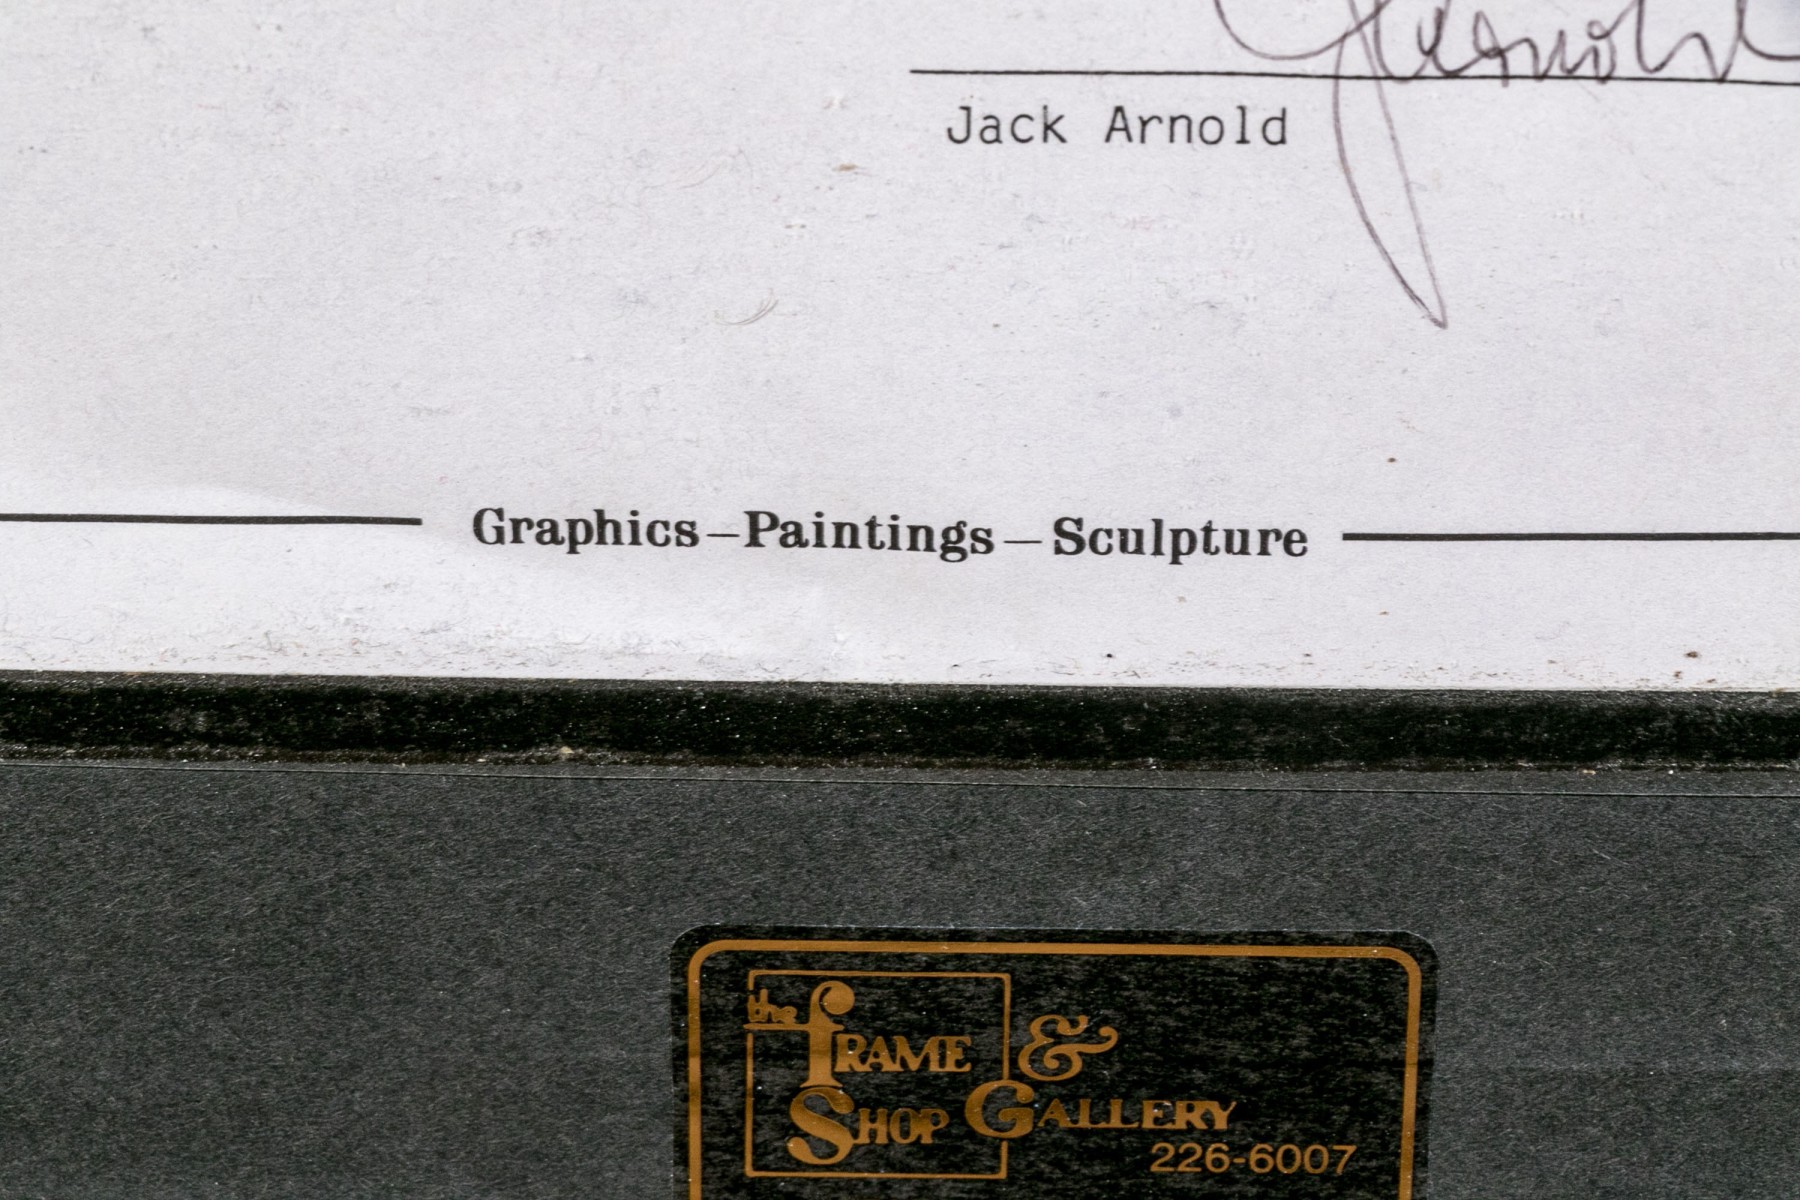 Jack Arnold
Graphics—Paintings—Sculpture
the fRAME &
SHOP GALLERY
226-6007